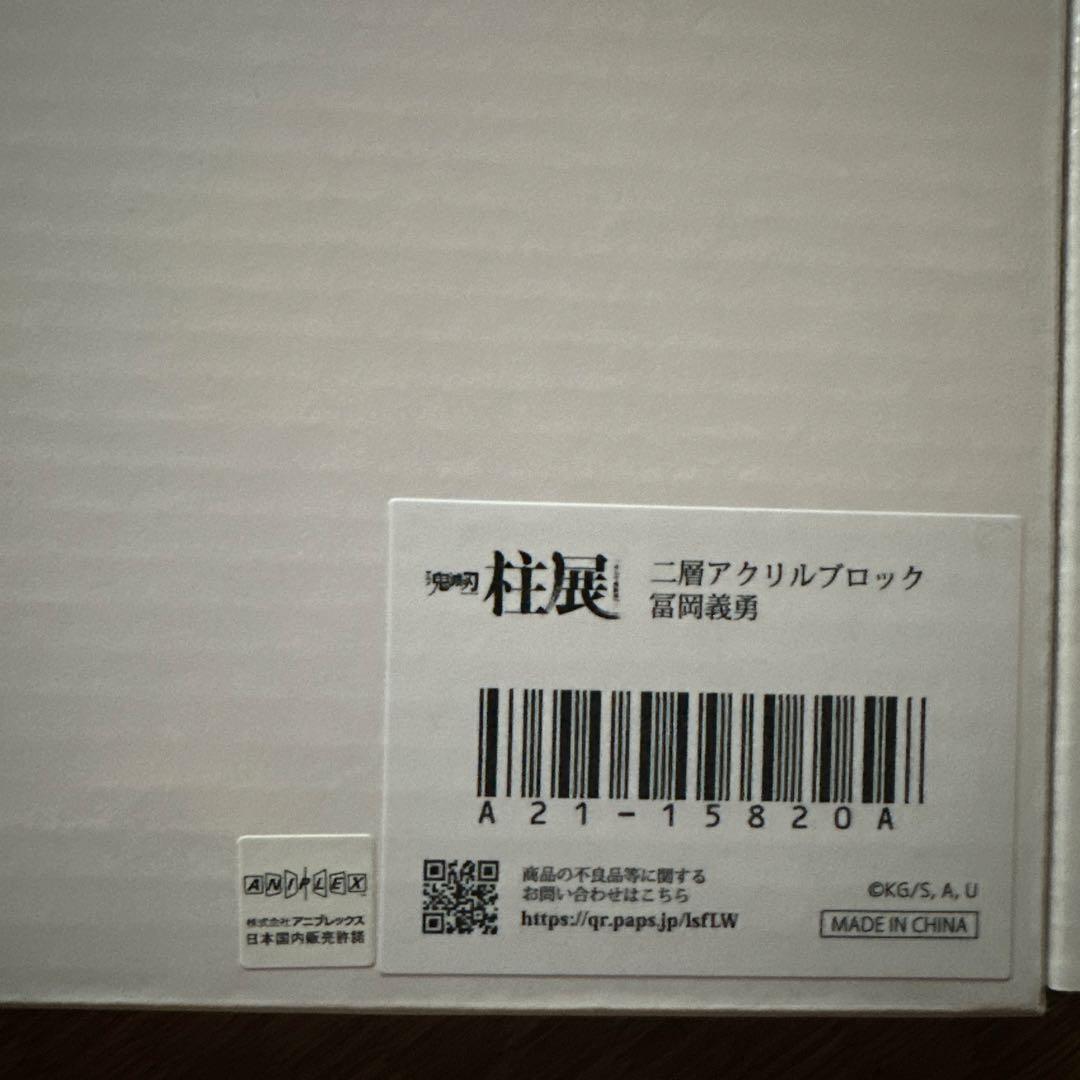 鬼滅の刃 柱展
二層アクリルブロック
冨岡義勇
A21-15820A
商品の不良品等に関する
お問い合わせはこちら
https://qr.paps.jp/lsfLW
©KG/S, A, U
MADE IN CHINA
ANIPLEX
株式会社アニプレックス
日本国内販売許諾